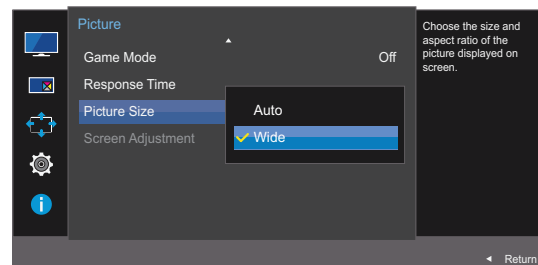 Picture
Game Mode Off
Response Time
Picture Size
Screen Adjustment
Auto
Wide
Choose the size and
aspect ratio of the
picture displayed on
screen.
Return